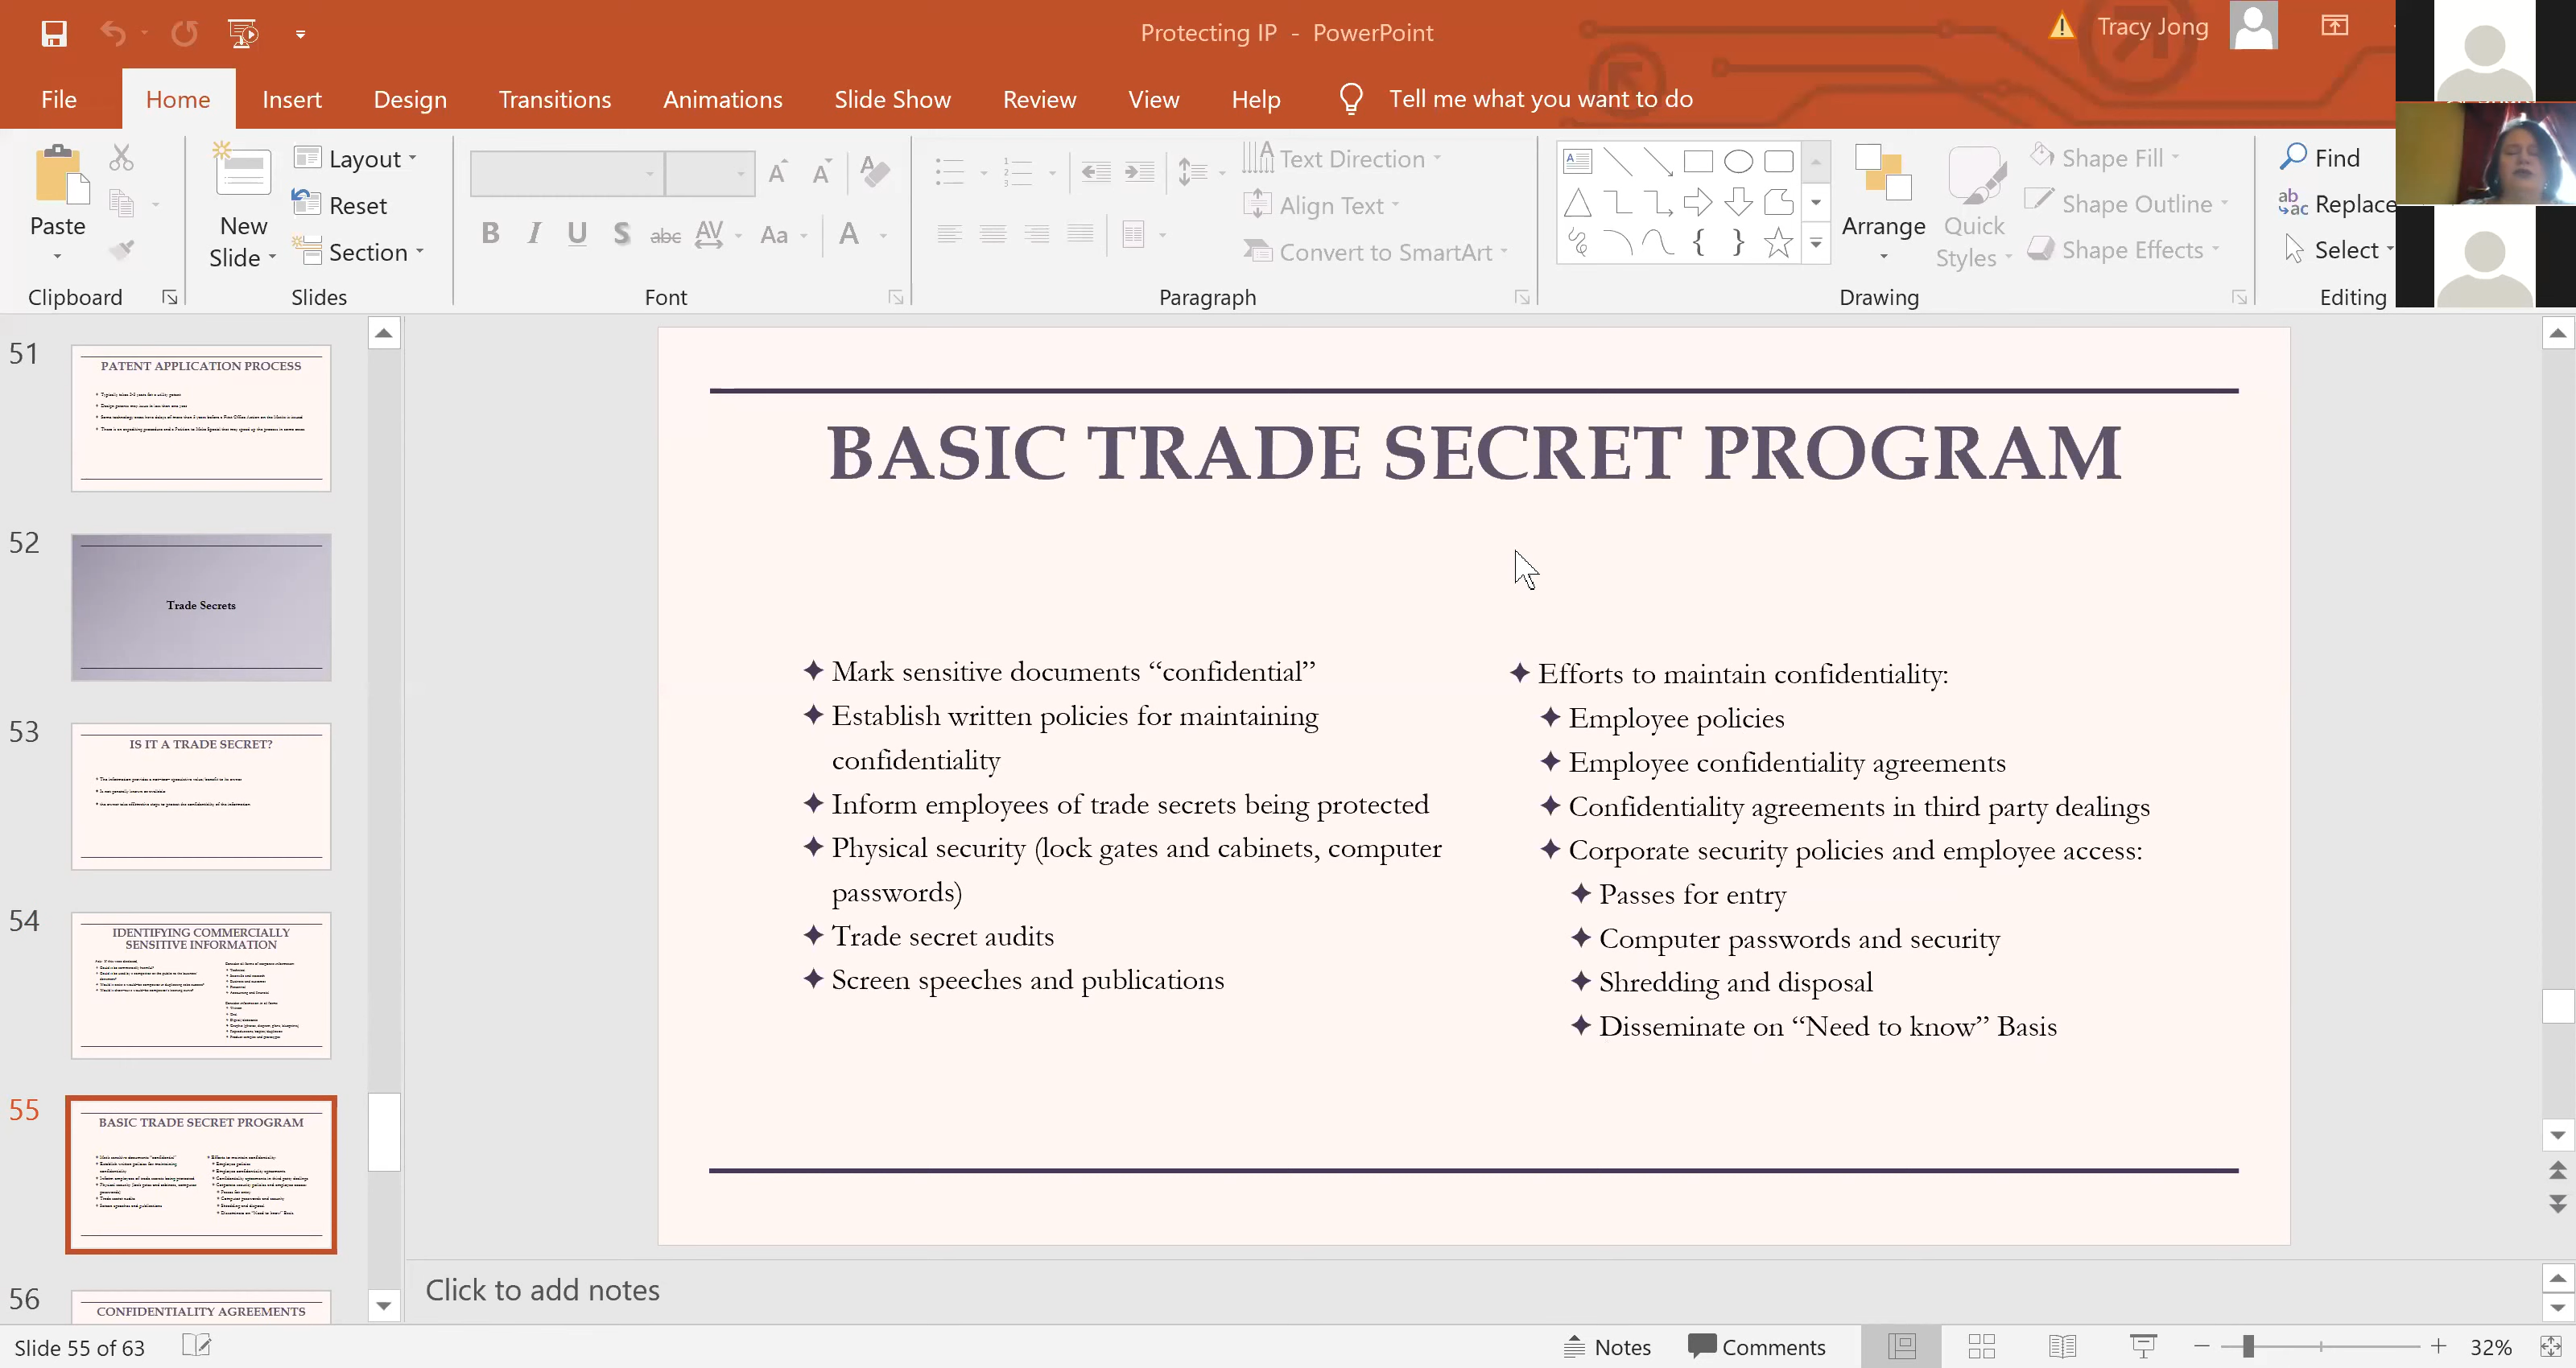 Protecting IP - PowerPoint
Tracy Jong
File Home Insert Design Transitions Animations Slide Show Review View Help Tell me what you want to do
Paste
Clipboard
New Slide
Layout
Reset
Section
Slides
Font
Text Direction
Align Text
Convert to SmartArt
Paragraph
Arrange
Quick Styles
Shape Fill
Shape Outline
Shape Effects
Drawing
Find
Replace
Select
Editing
51
PATENT APPLICATION PROCESS
52
Trade Secrets
53
IS IT A TRADE SECRET?
54
IDENTIFYING COMMERCIALLY
SENSITIVE INFORMATION
55
BASIC TRADE SECRET PROGRAM
56
CONFIDENTIALITY AGREEMENTS
BASIC TRADE SECRET PROGRAM
Mark sensitive documents “confidential”
Establish written policies for maintaining
confidentiality
Inform employees of trade secrets being protected
Physical security (lock gates and cabinets, computer
passwords)
Trade secret audits
Screen speeches and publications
Efforts to maintain confidentiality:
Employee policies
Employee confidentiality agreements
Confidentiality agreements in third party dealings
Corporate security policies and employee access:
Passes for entry
Computer passwords and security
Shredding and disposal
Disseminate on “Need to know” Basis
Click to add notes
Slide 55 of 63
Notes
Comments
32%